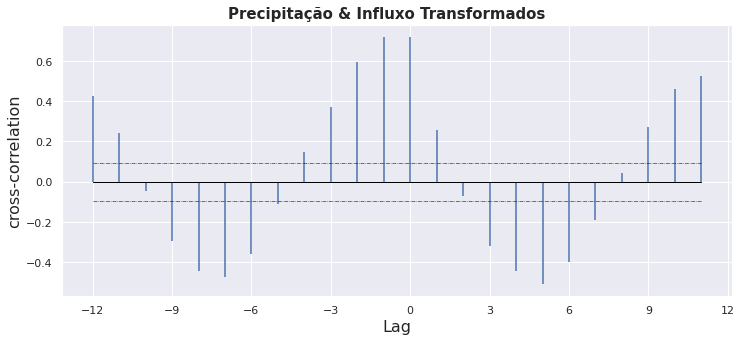 Precipitação & Influxo Transformados
cross-correlation
0.6
0.4
0.2
0.0
−0.2
−0.4
−12 −9 −6 −3 0 3 6 9 12
Lag